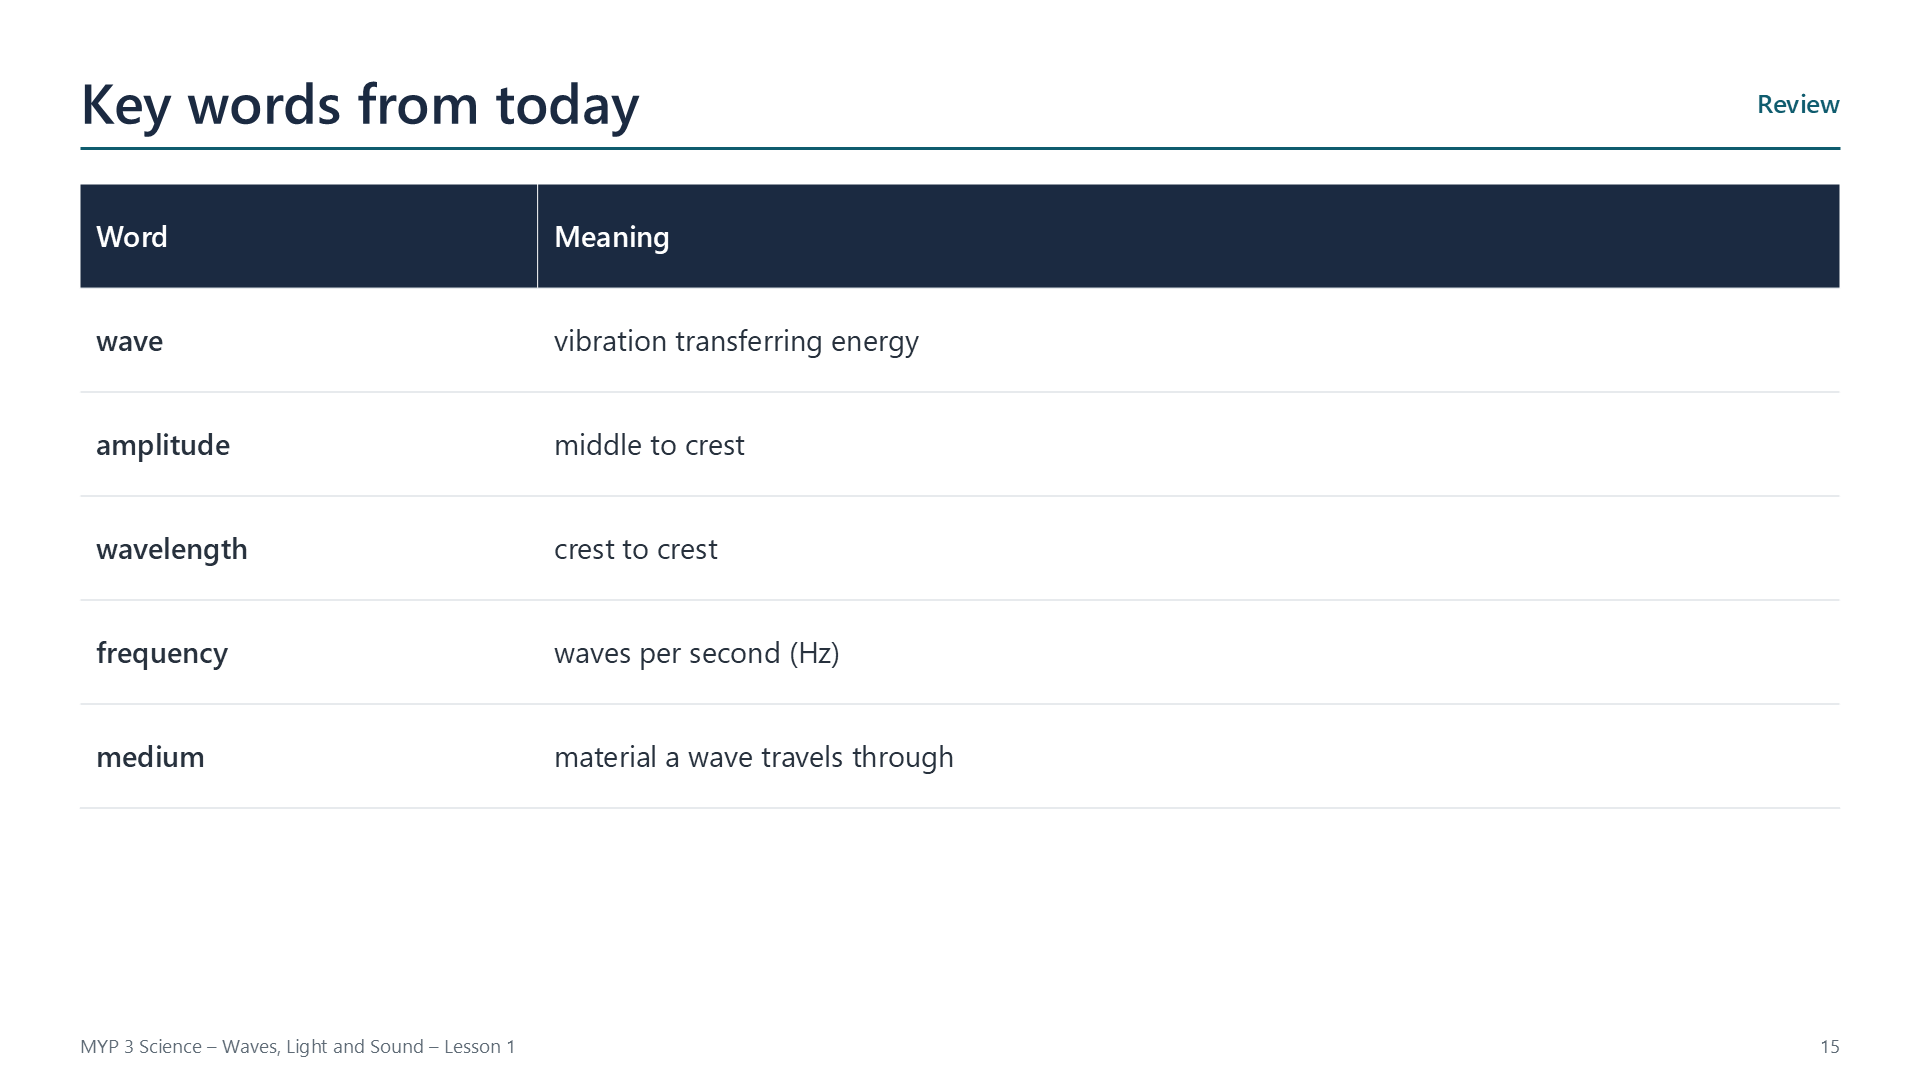 Key words from today
Review
Word Meaning
wave vibration transferring energy
amplitude middle to crest
wavelength crest to crest
frequency waves per second (Hz)
medium material a wave travels through
MYP 3 Science – Waves, Light and Sound – Lesson 1
15